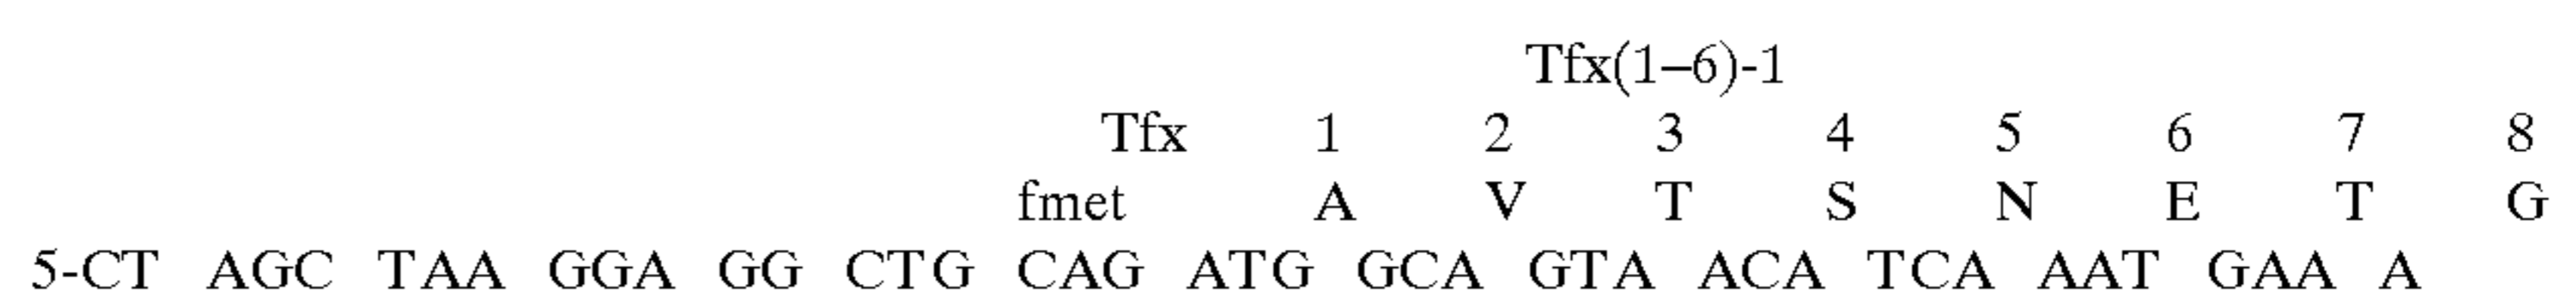 Tfx(1–6)-1
Tfx 1 2 3 4 5 6 7 8
fmet A V T S N E T G
5-CT AGC TAA GGA GG CTG CAG ATG GCA GTA ACA TCA AAT GAA A